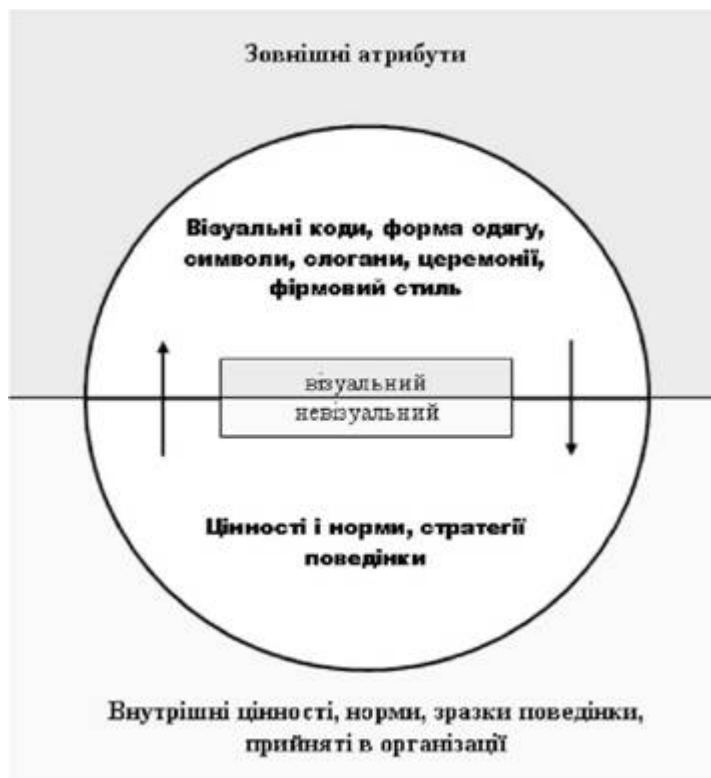 Зовнішні атрибути
Візуальні коди, форма одягу,
символи, слогани, церемонії,
фірмовий стиль
візуальний
невізуальний
Цінності і норми, стратегії
поведінки
Внутрішні цінності, норми, зразки поведінки,
прийняті в організації